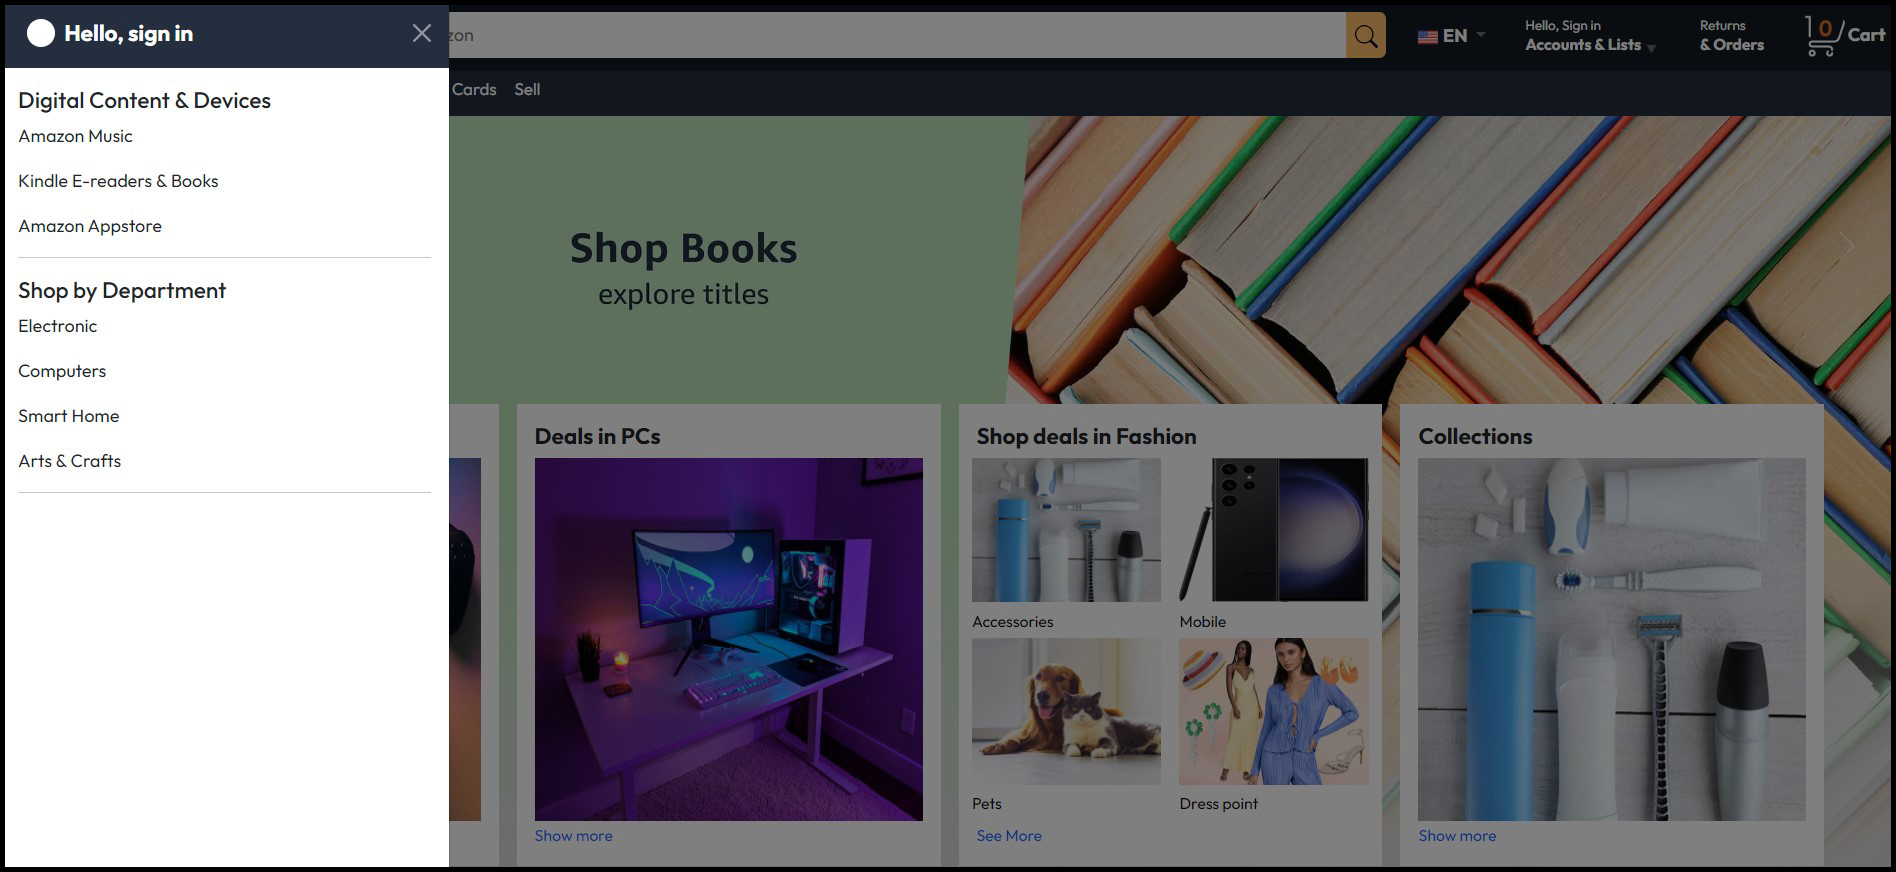 Hello, sign in
EN
Hello, Sign in
Accounts & Lists
Returns
& Orders
0
Cart
Cards
Sell
Digital Content & Devices
Amazon Music
Kindle E-readers & Books
Amazon Appstore
Shop by Department
Electronic
Computers
Smart Home
Arts & Crafts
Shop Books
explore titles
Deals in PCs
Show more
Shop deals in Fashion
Accessories
Mobile
Pets
Dress point
See More
Collections
Show more